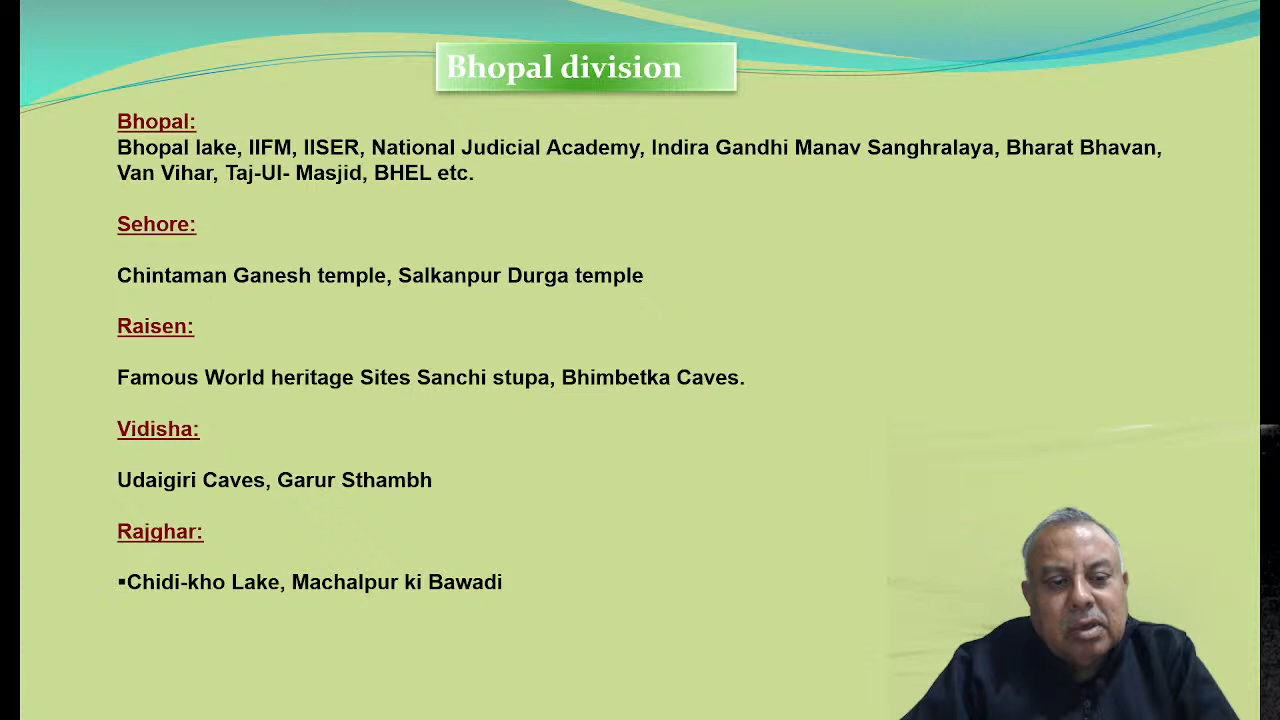 Bhopal division
Bhopal:
Bhopal lake, IIFM, IISER, National Judicial Academy, Indira Gandhi Manav Sanghralaya, Bharat Bhavan,
Van Vihar, Taj-Ul- Masjid, BHEL etc.
Sehore:
Chintaman Ganesh temple, Salkanpur Durga temple
Raisen:
Famous World heritage Sites Sanchi stupa, Bhimbetka Caves.
Vidisha:
Udaigiri Caves, Garur Sthambh
Rajghar:
▪Chidi-kho Lake, Machalpur ki Bawadi